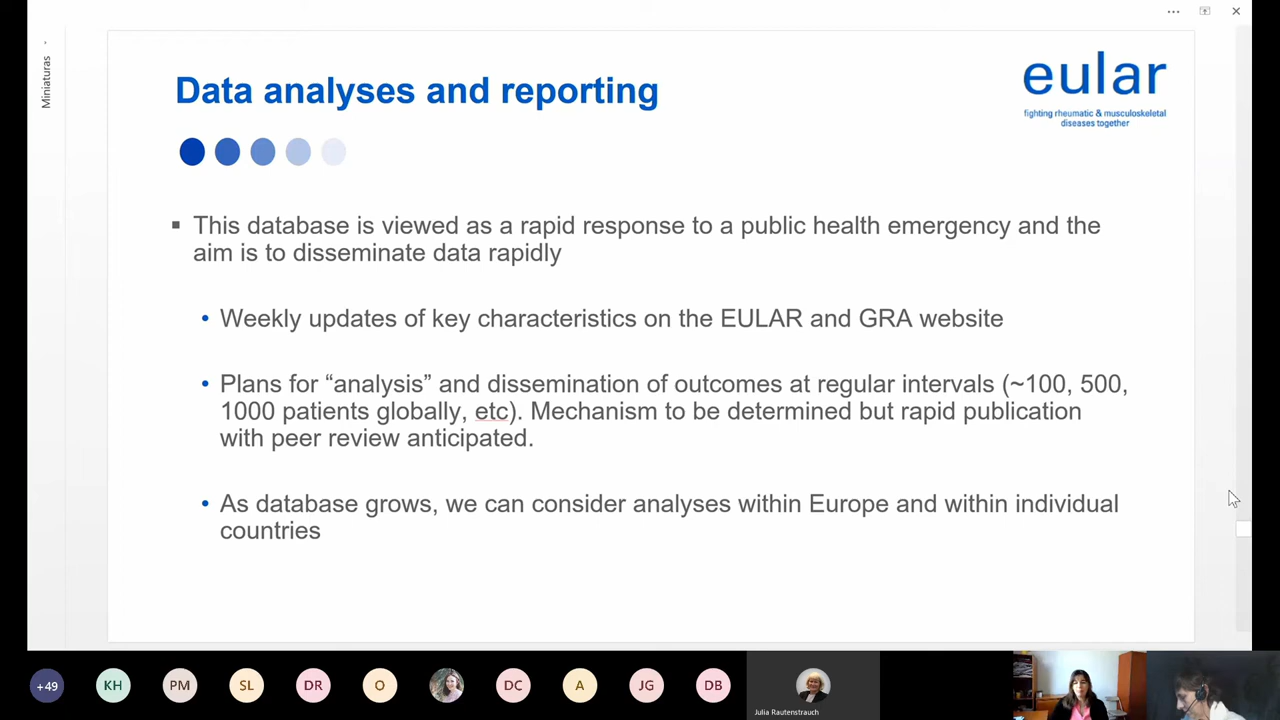 Miniaturas
Data analyses and reporting
eular
fighting rheumatic & musculoskeletal
diseases together
This database is viewed as a rapid response to a public health emergency and the
aim is to disseminate data rapidly
Weekly updates of key characteristics on the EULAR and GRA website
Plans for “analysis” and dissemination of outcomes at regular intervals (~100, 500,
1000 patients globally, etc). Mechanism to be determined but rapid publication
with peer review anticipated.
As database grows, we can consider analyses within Europe and within individual
countries
+49
KH
PM
SL
DR
O
DC
A
JG
DB
Julia Rautenstrauch